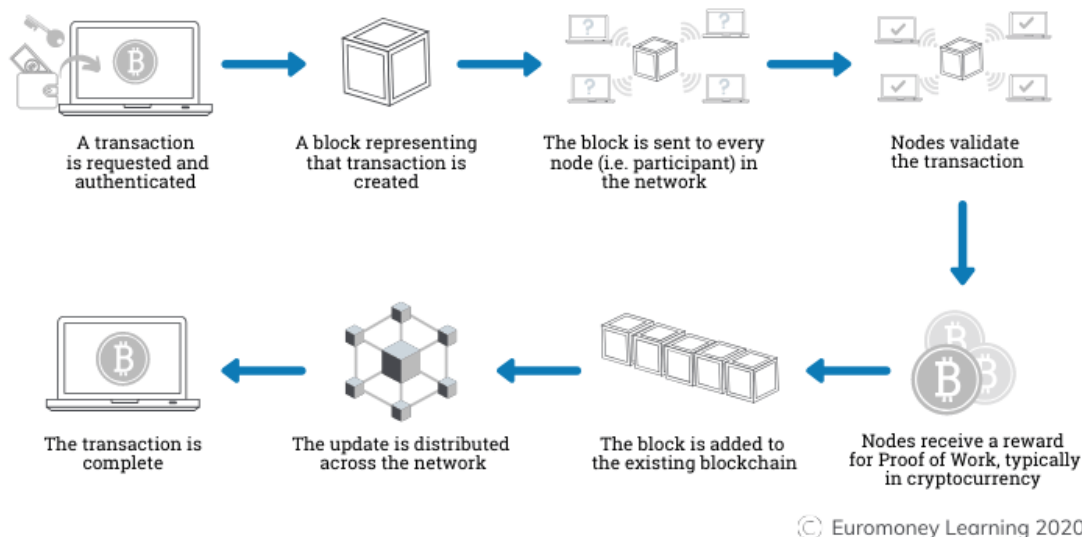 A transaction
is requested and
authenticated
A block representing
that transaction is
created
The block is sent to every
node (i.e. participant) in
the network
Nodes validate
the transaction
Nodes receive a reward
for Proof of Work, typically
in cryptocurrency
The block is added to
the existing blockchain
The update is distributed
across the network
The transaction is
complete
© Euromoney Learning 2020